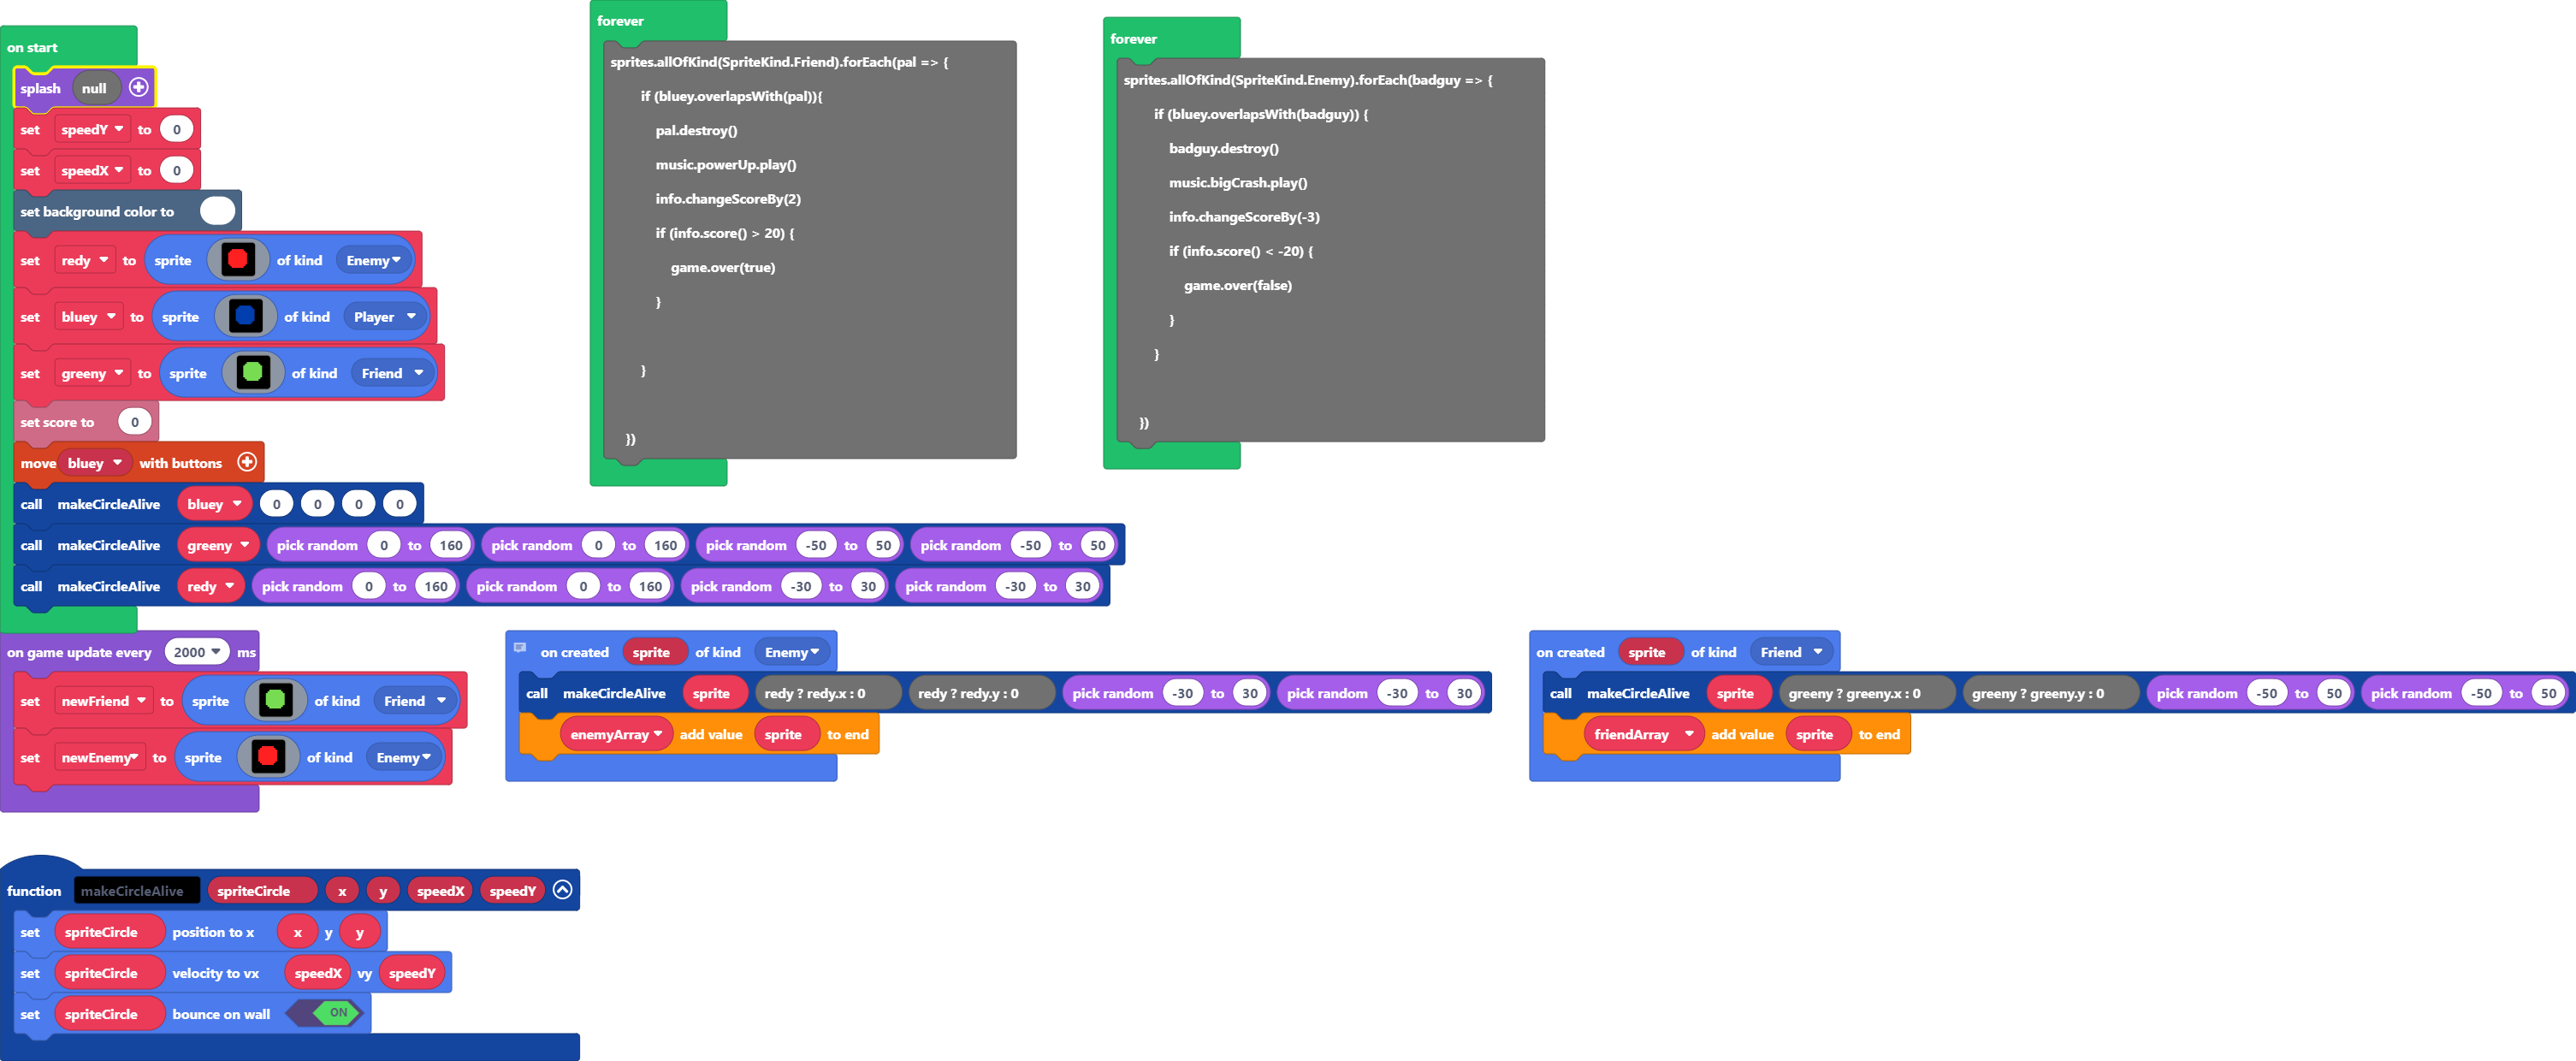 on start
splash null
set speedY to 0
set speedX to 0
set background color to
set redy to sprite of kind Enemy
set bluey to sprite of kind Player
set greeny to sprite of kind Friend
set score to 0
move bluey with buttons
call makeCircleAlive bluey 0 0 0 0
call makeCircleAlive greeny pick random 0 to 160 pick random 0 to 160 pick random -50 to 50 pick random -50 to 50
call makeCircleAlive redy pick random 0 to 160 pick random 0 to 160 pick random -30 to 30 pick random -30 to 30
forever
sprites.allOfKind(SpriteKind.Friend).forEach(pal => {
if (bluey.overlapsWith(pal)){
pal.destroy()
music.powerUp.play()
info.changeScoreBy(2)
if (info.score() > 20) {
game.over(true)
}
}
})
forever
sprites.allOfKind(SpriteKind.Enemy).forEach(badguy => {
if (bluey.overlapsWith(badguy)) {
badguy.destroy()
music.bigCrash.play()
info.changeScoreBy(-3)
if (info.score() < -20) {
game.over(false)
}
}
})
on game update every 2000 ms
set newFriend to sprite of kind Friend
set newEnemy to sprite of kind Enemy
on created sprite of kind Enemy
call makeCircleAlive sprite redy ? redy.x : 0 redy ? redy.y : 0 pick random -30 to 30 pick random -30 to 30
enemyArray add value sprite to end
on created sprite of kind Friend
call makeCircleAlive sprite greeny ? greeny.x : 0 greeny ? greeny.y : 0 pick random -50 to 50 pick random -50 to 50
friendArray add value sprite to end
function makeCircleAlive spriteCircle x y speedX speedY
set spriteCircle position to x x y y
set spriteCircle velocity to vx speedX vy speedY
set spriteCircle bounce on wall ON